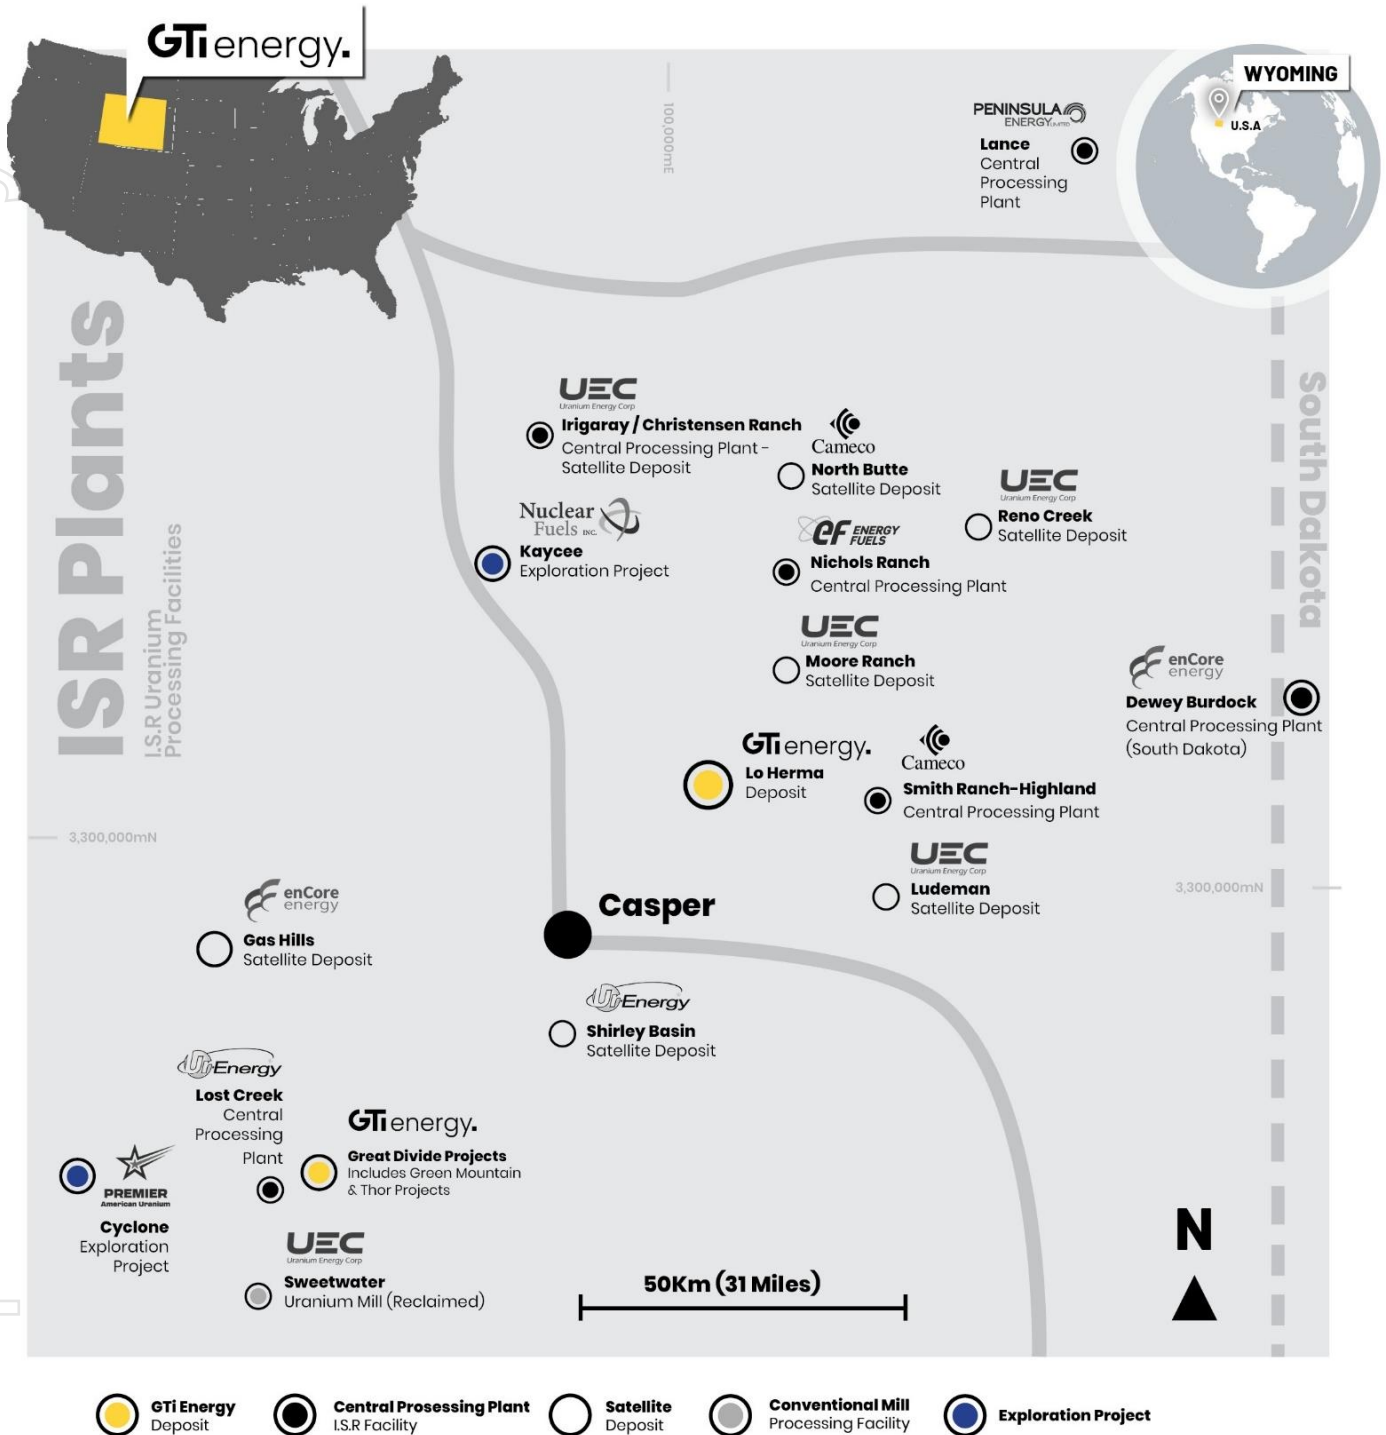 GTi energy.
WYOMING
U.S.A
100,000mE
PENINSULA
ENERGY LIMITED
Lance
Central
Processing
Plant
ISR Plants
I.S.R Uranium
Processing Facilities
South Dakota
UEC
Uranium Energy Corp
Irigaray / Christensen Ranch
Central Processing Plant -
Satellite Deposit
Cameco
North Butte
Satellite Deposit
UEC
Uranium Energy Corp
Reno Creek
Satellite Deposit
Nuclear
Fuels INC.
Kaycee
Exploration Project
eF ENERGY
FUELS
Nichols Ranch
Central Processing Plant
UEC
Uranium Energy Corp
Moore Ranch
Satellite Deposit
enCore
energy
Dewey Burdock
Central Processing Plant
(South Dakota)
GTi energy.
Lo Herma
Deposit
Cameco
Smith Ranch-Highland
Central Processing Plant
3,300,000mN
UEC
Uranium Energy Corp
Ludeman
Satellite Deposit
3,300,000mN
enCore
energy
Gas Hills
Satellite Deposit
Casper
Ur Energy
Shirley Basin
Satellite Deposit
Ur Energy
Lost Creek
Central
Processing
Plant
GTi energy.
Great Divide Projects
Includes Green Mountain
& Thor Projects
PREMIER
American Uranium
Cyclone
Exploration
Project
UEC
Uranium Energy Corp
Sweetwater
Uranium Mill (Reclaimed)
50Km (31 Miles)
N
GTi Energy
Deposit
Central Prosessing Plant
I.S.R Facility
Satellite
Deposit
Conventional Mill
Processing Facility
Exploration Project